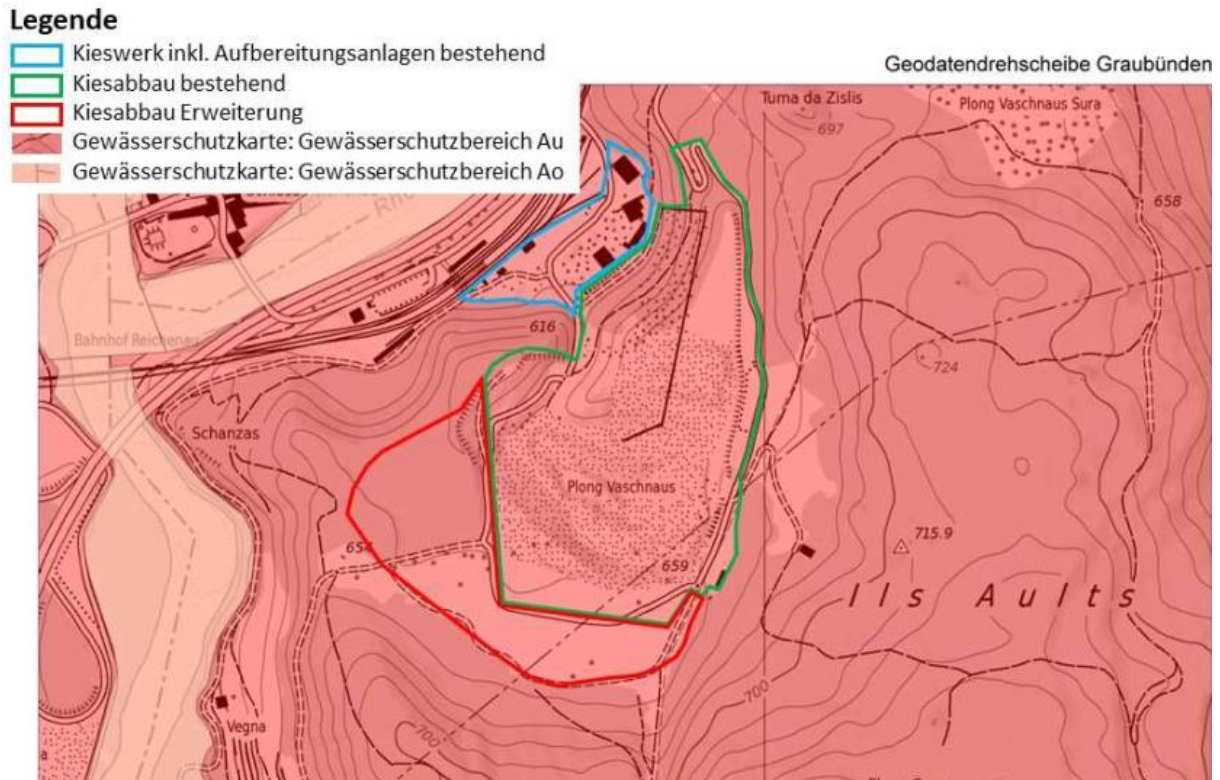 Legende
Kieswerk inkl. Aufbereitungsanlagen bestehend
Kiesabbau bestehend
Kiesabbau Erweiterung
Gewässerschutzkarte: Gewässerschutzbereich Au
Gewässerschutzkarte: Gewässerschutzbereich Ao
Geodatendrehscheibe Graubünden
Tuma da Zislis
697
Plong Vaschnaus Sura
658
616
Bahnhof Reichenau
724
Schanzas
Plong Vaschnaus
654
659
715.9
Ils Aults
700
Vegna
700